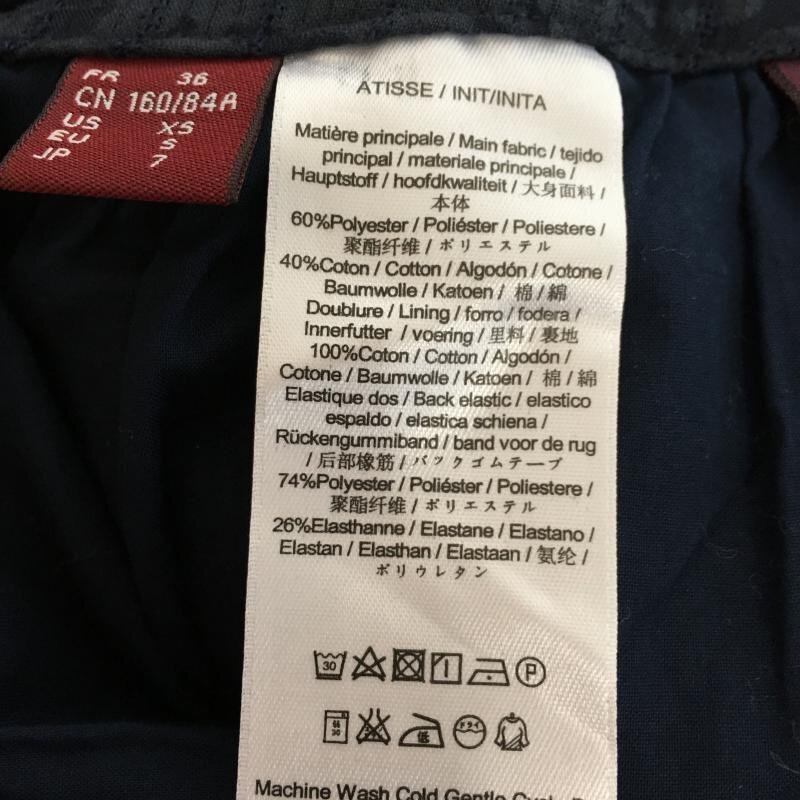 FR 36
CN 160/84A
US XS
EU S
JP 7
ATISSE / INIT/INITA
Matière principale / Main fabric / tejido
principal / materiale principale /
Hauptstoff / hoofdkwaliteit / 大身面料 /
本体
60%Polyester / Poliéster / Poliestere /
聚酯纤维 / ポリエステル
40%Coton / Cotton / Algodón / Cotone /
Baumwolle / Katoen / 棉 / 綿
Doublure / Lining / forro / fodera /
Innerfutter / voering / 里料 / 裏地
100%Coton / Cotton / Algodón /
Cotone / Baumwolle / Katoen / 棉 / 綿
Elastique dos / Back elastic / elastico
espaldo / elastica schiena /
Rückengummiband / band voor de rug
/ 后部橡筋 / バックゴムテープ
74%Polyester / Poliéster / Poliestere /
聚酯纤维 / ポリエステル
26%Elasthanne / Elastane / Elastano /
Elastan / Elasthan / Elastaan / 氨纶 /
ポリウレタン
30 P
低 ドライ
Machine Wash Cold Gentle